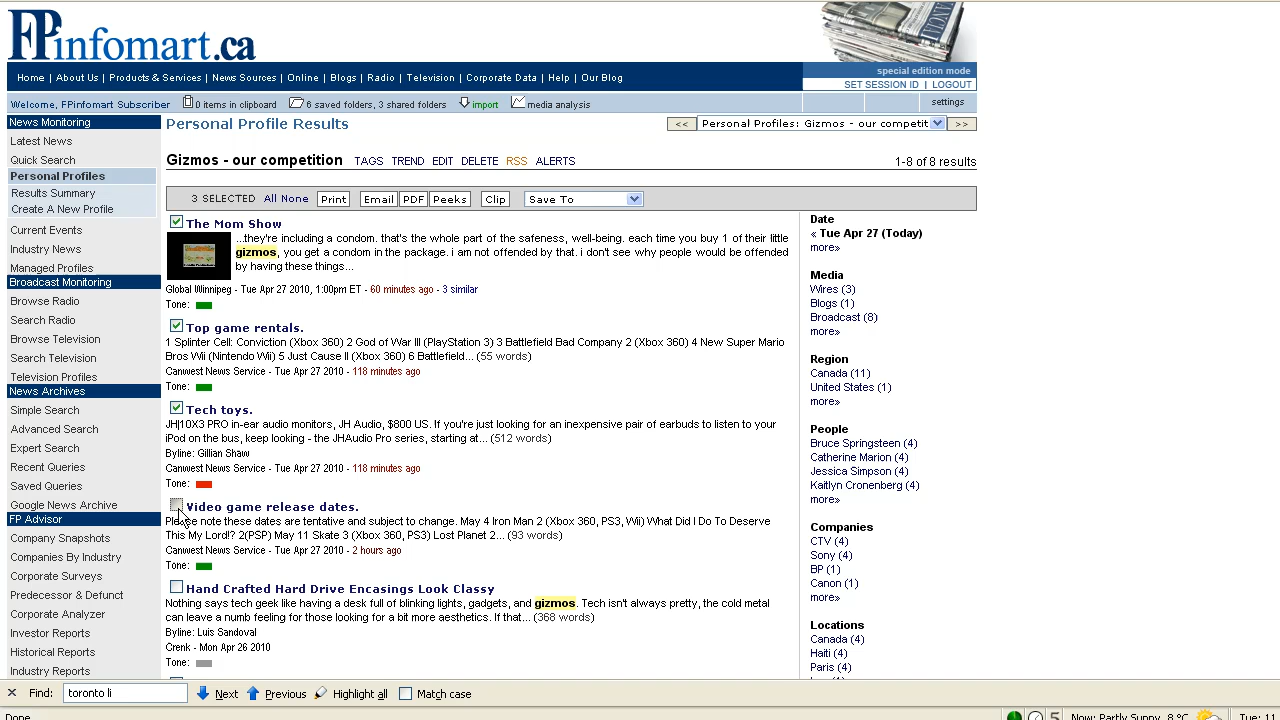 FPinfomart.ca
FINANCIAL
special edition mode
Home | About Us | Products & Services | News Sources | Online | Blogs | Radio | Television | Corporate Data | Help | Our Blog
SET SESSION ID | LOGOUT
Welcome, FPinfomart Subscriber 0 items in clipboard 6 saved folders, 3 shared folders import media analysis settings
News Monitoring
Latest News
Quick Search
Personal Profiles
Results Summary
Create A New Profile
Current Events
Industry News
Managed Profiles
Broadcast Monitoring
Browse Radio
Search Radio
Browse Television
Search Television
Television Profiles
News Archives
Simple Search
Advanced Search
Expert Search
Recent Queries
Saved Queries
Google News Archive
FP Advisor
Company Snapshots
Companies By Industry
Corporate Surveys
Predecessor & Defunct
Corporate Analyzer
Investor Reports
Historical Reports
Industry Reports
Personal Profile Results
<< Personal Profiles: Gizmos - our competit >>
Gizmos - our competition TAGS TREND EDIT DELETE RSS ALERTS 1-8 of 8 results
3 SELECTED All None Print Email PDF Peeks Clip Save To
The Mom Show
...they're including a condom. that's the whole part of the safeness, well-being. each time you buy 1 of their little
gizmos, you get a condom in the package. i am not offended by that. i don't see why people would be offended
by having these things...
Global Winnipeg - Tue Apr 27 2010, 1:00pm ET - 60 minutes ago - 3 similar
Tone:
Top game rentals.
1 Splinter Cell: Conviction (Xbox 360) 2 God of War III (PlayStation 3) 3 Battlefield Bad Company 2 (Xbox 360) 4 New Super Mario
Bros Wii (Nintendo Wii) 5 Just Cause II (Xbox 360) 6 Battlefield... (55 words)
Canwest News Service - Tue Apr 27 2010 - 118 minutes ago
Tone:
Tech toys.
JH|10X3 PRO in-ear audio monitors, JH Audio, $800 US. If you're just looking for an inexpensive pair of earbuds to listen to your
iPod on the bus, keep looking - the JHAudio Pro series, starting at... (512 words)
Byline: Gillian Shaw
Canwest News Service - Tue Apr 27 2010 - 118 minutes ago
Tone:
Video game release dates.
Please note these dates are tentative and subject to change. May 4 Iron Man 2 (Xbox 360, PS3, Wii) What Did I Do To Deserve
This My Lord!? 2(PSP) May 11 Skate 3 (Xbox 360, PS3) Lost Planet 2... (93 words)
Canwest News Service - Tue Apr 27 2010 - 2 hours ago
Tone:
Hand Crafted Hard Drive Encasings Look Classy
Nothing says tech geek like having a desk full of blinking lights, gadgets, and gizmos. Tech isn't always pretty, the cold metal
can leave a numb feeling for those looking for a bit more aesthetics. If that... (368 words)
Byline: Luis Sandoval
Crenk - Mon Apr 26 2010
Tone:
Date
« Tue Apr 27 (Today)
more»
Media
Wires (3)
Blogs (1)
Broadcast (8)
more»
Region
Canada (11)
United States (1)
more»
People
Bruce Springsteen (4)
Catherine Marion (4)
Jessica Simpson (4)
Kaitlyn Cronenberg (4)
more»
Companies
CTV (4)
Sony (4)
BP (1)
Canon (1)
more»
Locations
Canada (4)
Haiti (4)
Paris (4)
Find: toronto li Next Previous Highlight all Match case
Done 5 Now: Partly Sunny, 8 °C Tue: 11